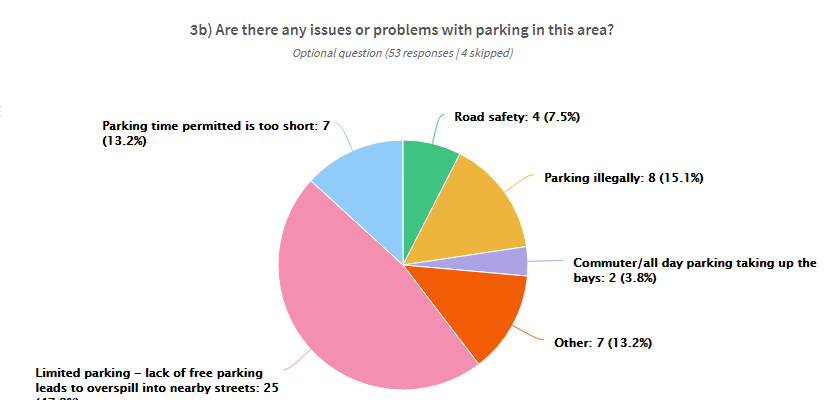 3b) Are there any issues or problems with parking in this area?
Optional question (53 responses | 4 skipped)
Parking time permitted is too short: 7
(13.2%)
Road safety: 4 (7.5%)
Parking illegally: 8 (15.1%)
Commuter/all day parking taking up the
bays: 2 (3.8%)
Other: 7 (13.2%)
Limited parking – lack of free parking
leads to overspill into nearby streets: 25